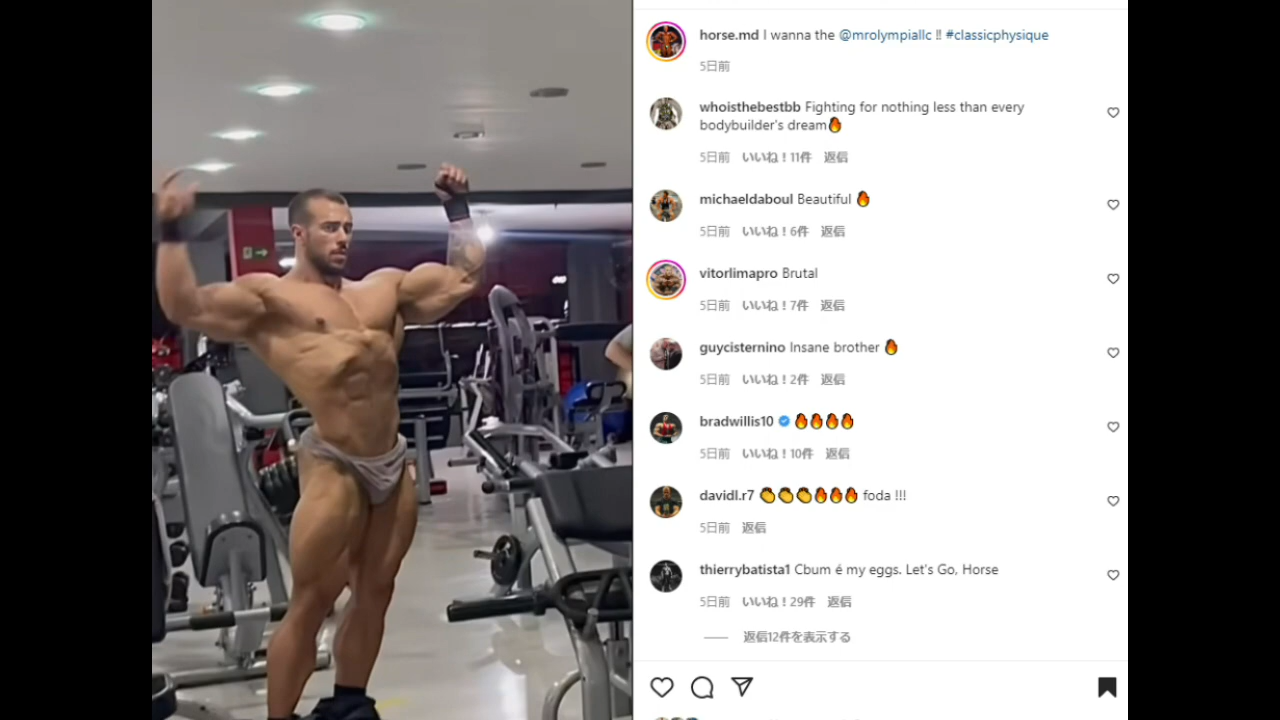 horse.md I wanna the @mrolympiallc ‼ #classicphysique
5日前
whoisthebestbb Fighting for nothing less than every
bodybuilder's dream🔥
5日前 いいね！11件 返信
michaeldaboul Beautiful 🔥
5日前 いいね！6件 返信
vitorlimapro Brutal
5日前 いいね！7件 返信
guycisternino Insane brother 🔥
5日前 いいね！2件 返信
bradwillis10 🔥🔥🔥🔥
5日前 いいね！10件 返信
davidl.r7 👏👏👏🔥🔥🔥 foda !!!
5日前 返信
thierrybatista1 Cbum é my eggs. Let's Go, Horse
5日前 いいね！29件 返信
返信12件を表示する